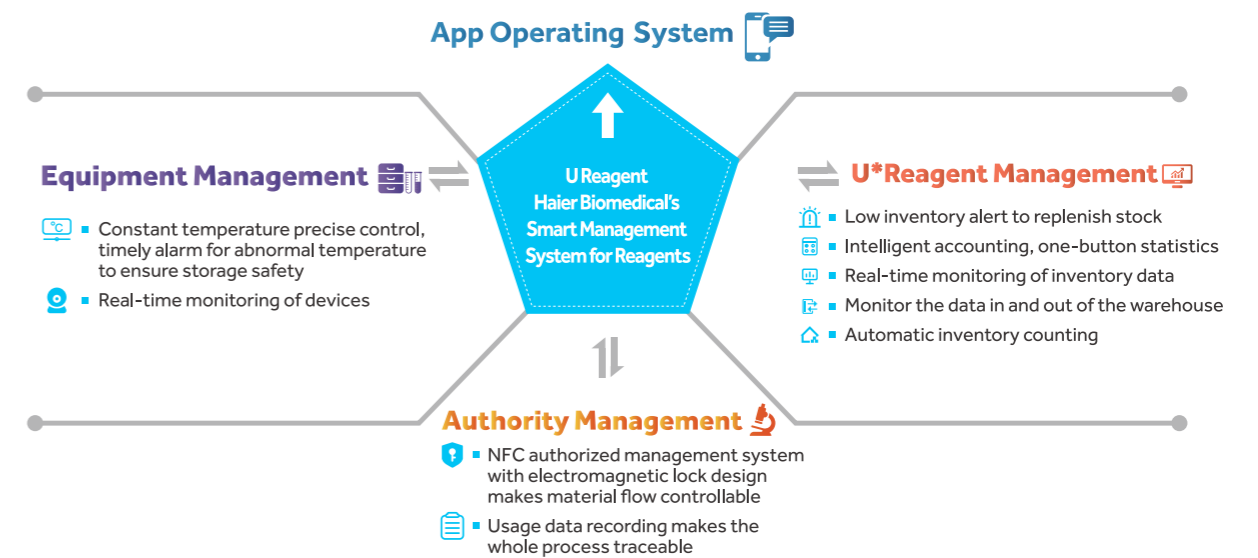 App Operating System
Equipment Management
°C
Constant temperature precise control,
timely alarm for abnormal temperature
to ensure storage safety
Real-time monitoring of devices
U Reagent
Haier Biomedical's
Smart Management
System for Reagents
U*Reagent Management
Low inventory alert to replenish stock
Intelligent accounting, one-button statistics
Real-time monitoring of inventory data
Monitor the data in and out of the warehouse
Automatic inventory counting
Authority Management
NFC authorized management system
with electromagnetic lock design
makes material flow controllable
Usage data recording makes the
whole process traceable